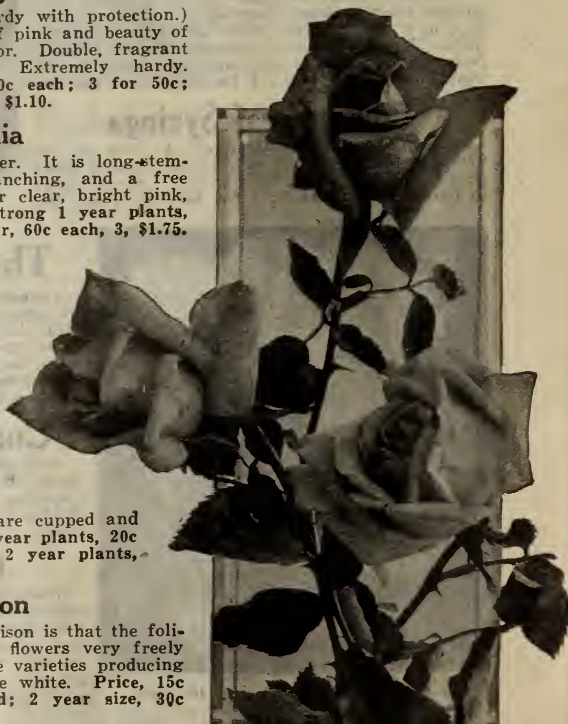 rdy with protection.)
f pink and beauty of
or. Double, fragrant
Extremely hardy.
0c each; 3 for 50c;
$1.10.
ia
er. It is long-stem-
anching, and a free
r clear, bright pink,
trong 1 year plants,
r, 60c each, 3, $1.75.
are cupped and
year plants, 20c
2 year plants,
on
ison is that the foli-
flowers very freely
e varieties producing
e white. Price, 15c
d; 2 year size, 30c